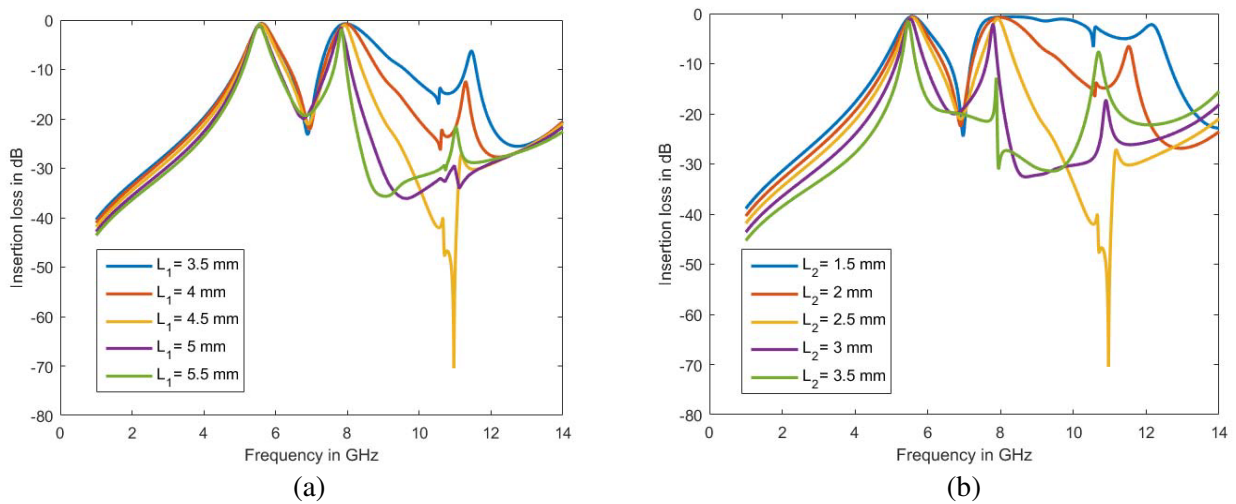 0
-10
-20
-30
-40
-50
-60
-70
-80
Insertion loss in dB
L1= 3.5 mm
L1= 4 mm
L1= 4.5 mm
L1= 5 mm
L1= 5.5 mm
0 2 4 6 8 10 12 14
Frequency in GHz
(a)
0
-10
-20
-30
-40
-50
-60
-70
-80
Insertion loss in dB
L2= 1.5 mm
L2= 2 mm
L2= 2.5 mm
L2= 3 mm
L2= 3.5 mm
0 2 4 6 8 10 12 14
Frequency in GHz
(b)